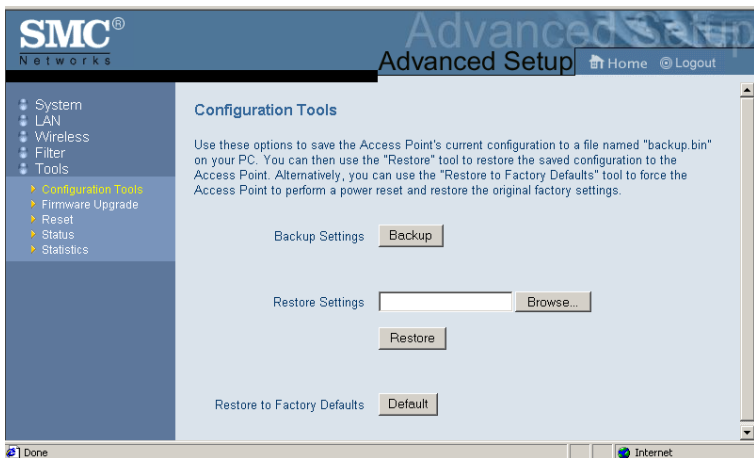 SMC®
Networks
Advanced Setup
Advanced Setup
Home
Logout
System
LAN
Wireless
Filter
Tools
Configuration Tools
Firmware Upgrade
Reset
Status
Statistics
Configuration Tools
Use these options to save the Access Point's current configuration to a file named "backup.bin"
on your PC. You can then use the "Restore" tool to restore the saved configuration to the
Access Point. Alternatively, you can use the "Restore to Factory Defaults" tool to force the
Access Point to perform a power reset and restore the original factory settings.
Backup Settings Backup
Restore Settings Browse...
Restore
Restore to Factory Defaults Default
Done
Internet